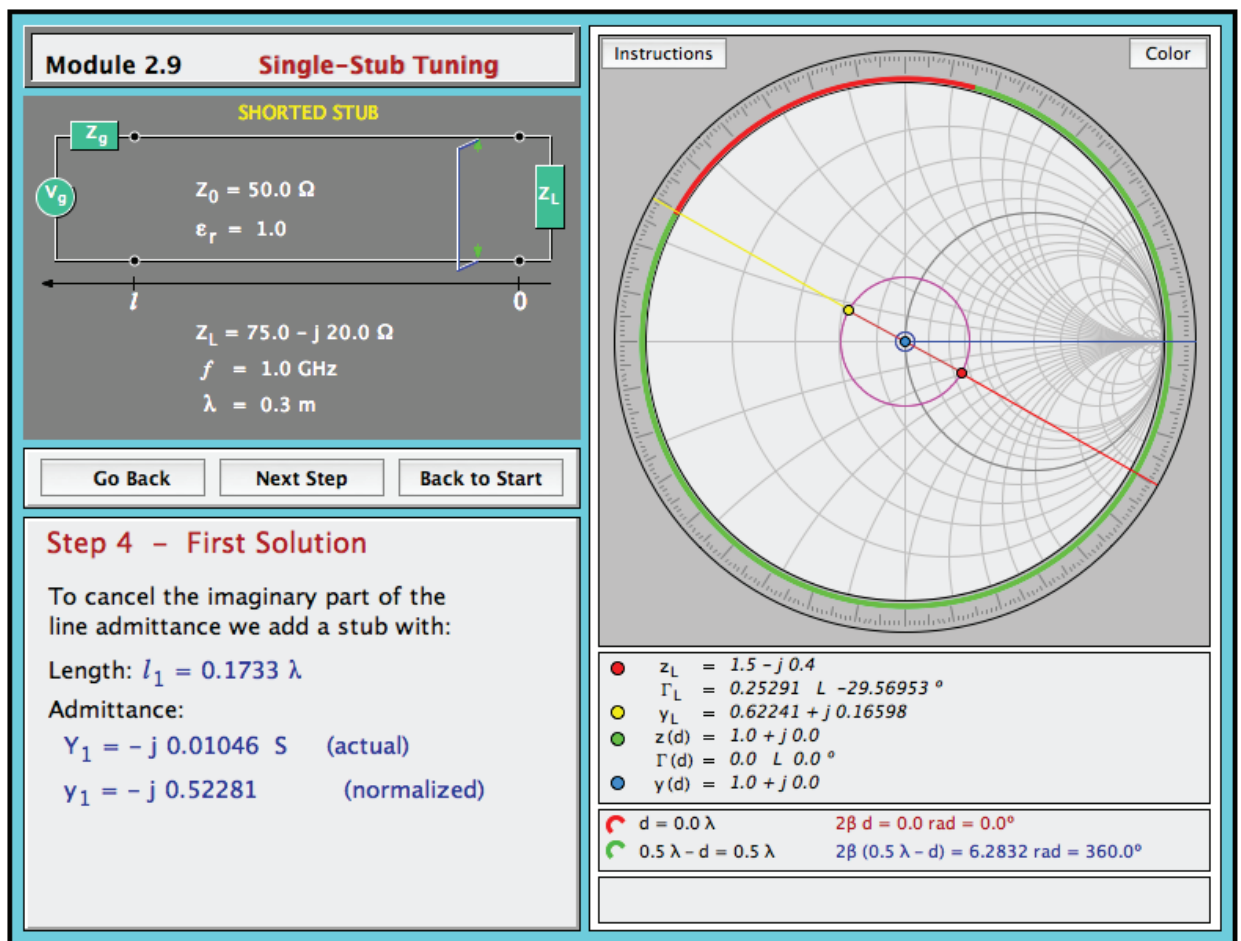 Module 2.9 Single-Stub Tuning
SHORTED STUB
Zg
Vg
Z0 = 50.0 Ω
εr = 1.0
ZL
l
0
ZL = 75.0 - j 20.0 Ω
f = 1.0 GHz
λ = 0.3 m
Go Back
Next Step
Back to Start
Step 4 - First Solution
To cancel the imaginary part of the
line admittance we add a stub with:
Length: l1 = 0.1733 λ
Admittance:
Y1 = - j 0.01046 S (actual)
y1 = - j 0.52281 (normalized)
Instructions
Color
zL = 1.5 - j 0.4
ΓL = 0.25291 L -29.56953 º
yL = 0.62241 + j 0.16598
z(d) = 1.0 + j 0.0
Γ(d) = 0.0 L 0.0 º
y(d) = 1.0 + j 0.0
d = 0.0 λ 2β d = 0.0 rad = 0.0º
0.5 λ - d = 0.5 λ 2β (0.5 λ - d) = 6.2832 rad = 360.0º